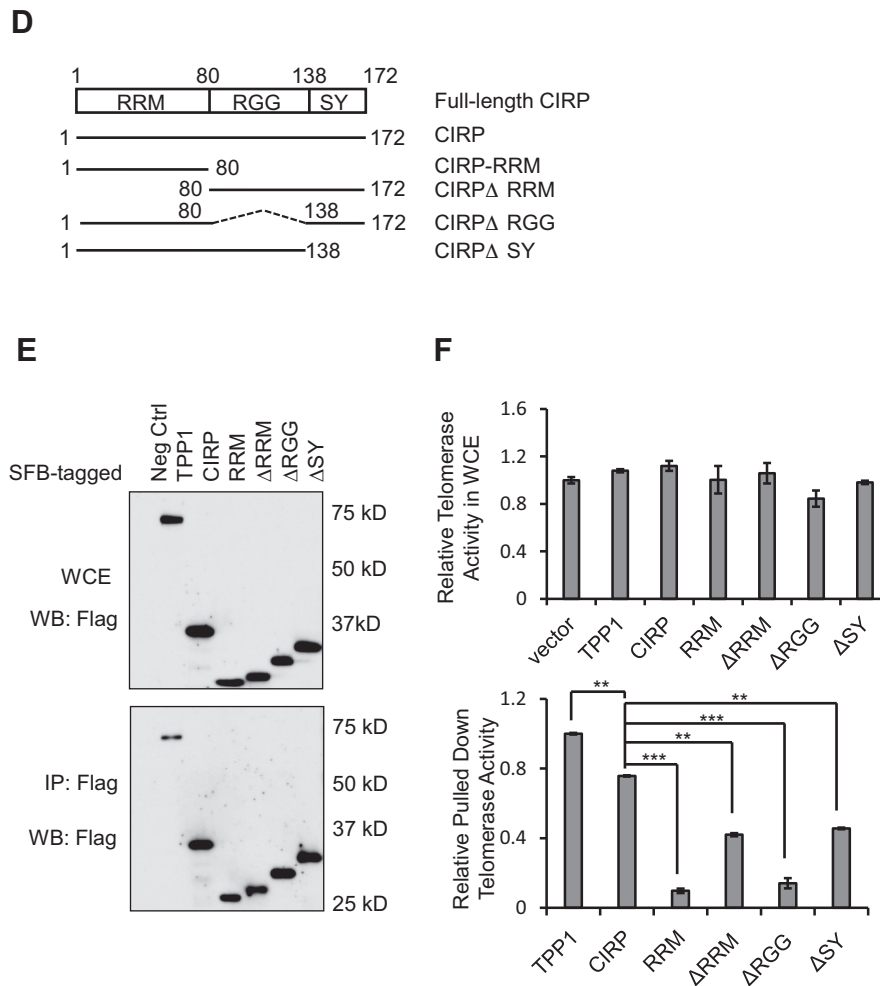 D
1 80 138 172
RRM RGG SY Full-length CIRP
1 172 CIRP
1 80 CIRP-RRM
80 172 CIRPΔ RRM
1 80 138 172 CIRPΔ RGG
1 138 CIRPΔ SY
E
SFB-tagged
Neg Ctrl
TPP1
CIRP
RRM
ΔRRM
ΔRGG
ΔSY
WCE
WB: Flag
75 kD
50 kD
37kD
IP: Flag
WB: Flag
75 kD
50 kD
37 kD
25 kD
F
Relative Telomerase
Activity in WCE
1.6
1.2
0.8
0.4
0
vector
TPP1
CIRP
RRM
ΔRRM
ΔRGG
ΔSY
Relative Pulled Down
Telomerase Activity
1.2
0.8
0.4
0
**
**
***
**
***
TPP1
CIRP
RRM
ΔRRM
ΔRGG
ΔSY